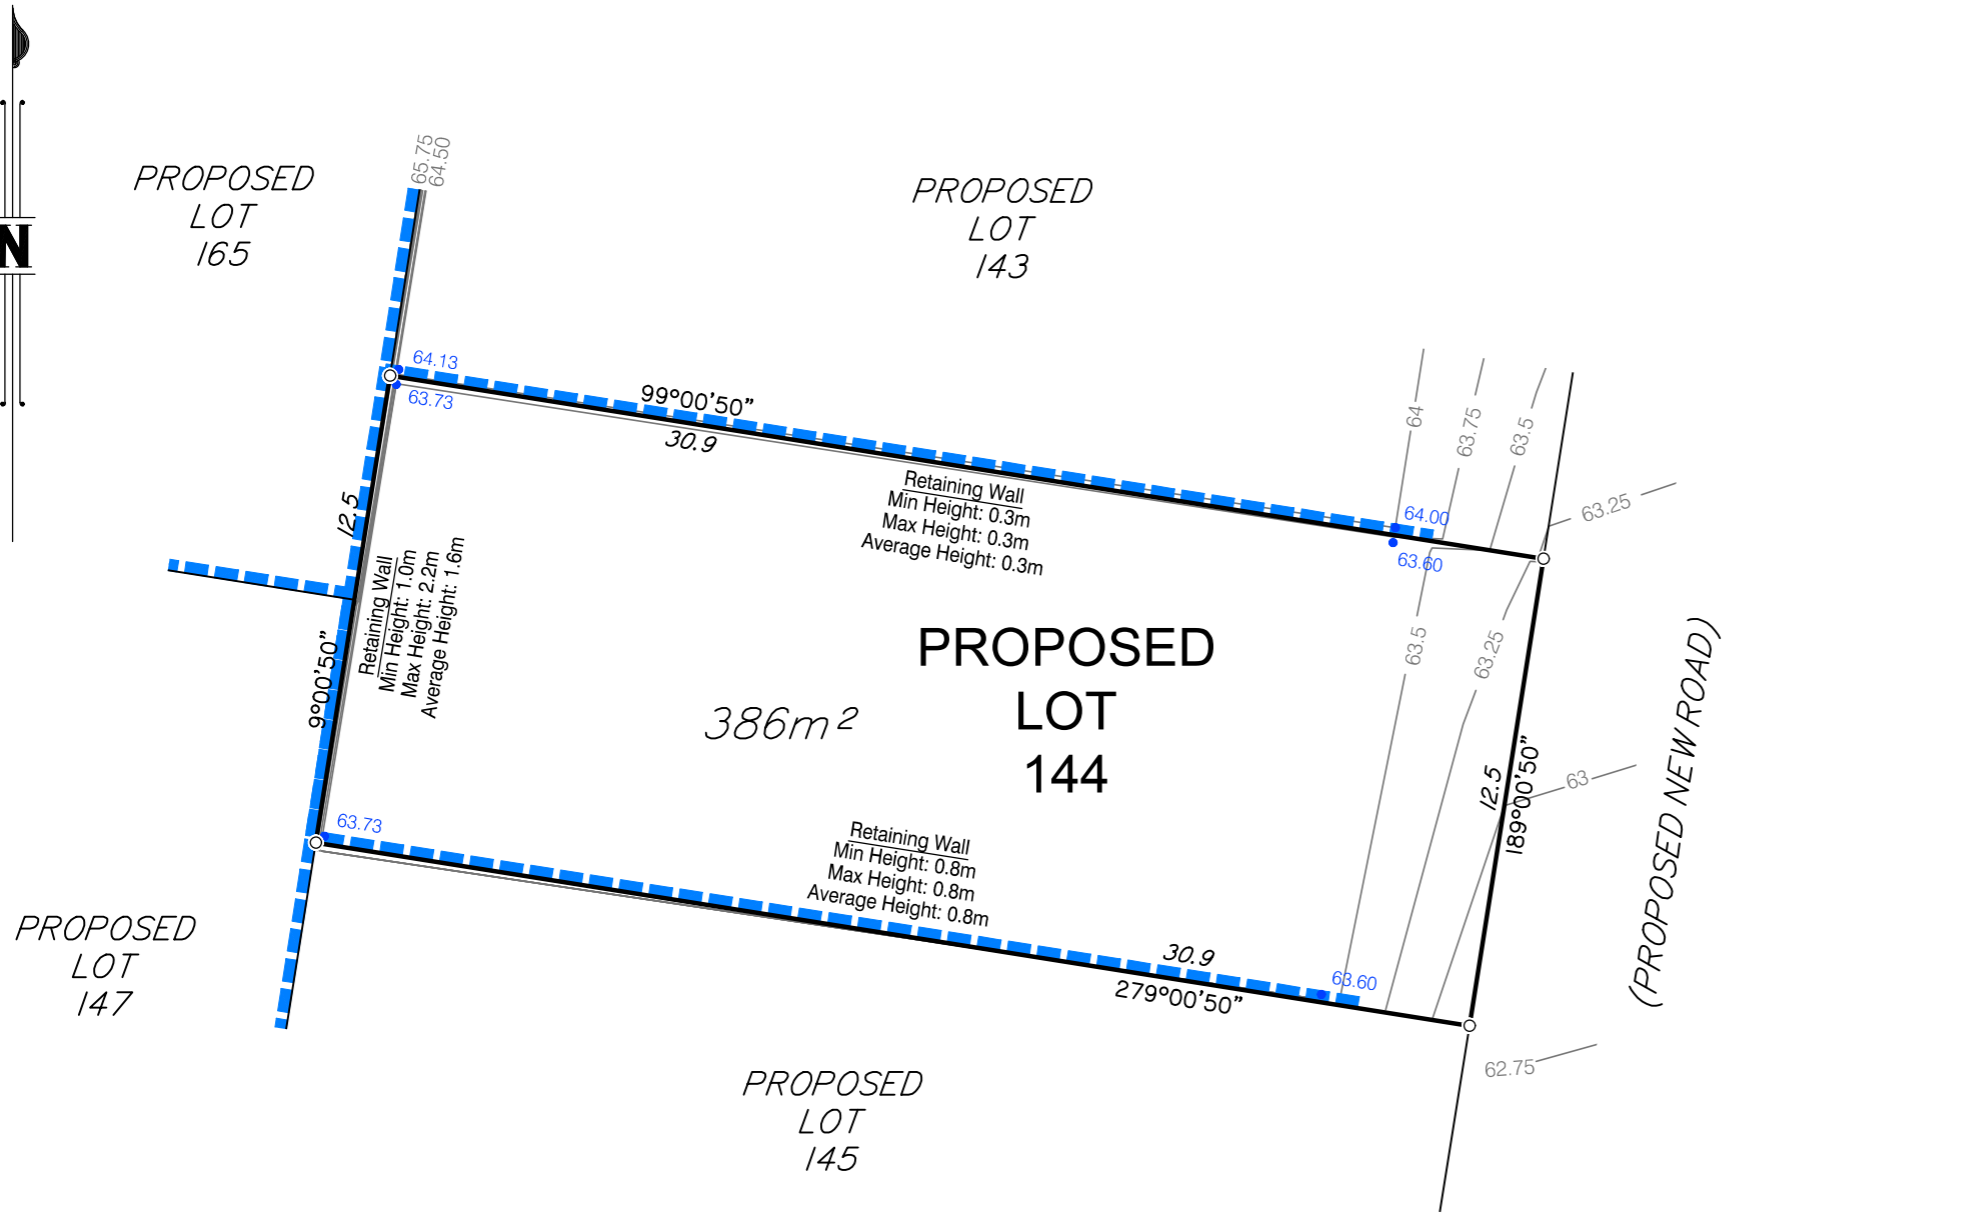 N
PROPOSED
LOT
165
65.75
64.50
PROPOSED
LOT
143
64.13
63.73
99°00'50"
30.9
Retaining Wall
Min Height: 0.3m
Max Height: 0.3m
Average Height: 0.3m
64
63.75
63.5
63.25
64.00
63.60
12.5
9°00'50"
Retaining Wall
Min Height: 1.0m
Max Height: 2.2m
Average Height: 1.6m
PROPOSED
LOT
144
386m²
63.5
63.25
63
12.5
189°00'50"
(PROPOSED NEW ROAD)
63.73
Retaining Wall
Min Height: 0.8m
Max Height: 0.8m
Average Height: 0.8m
30.9
279°00'50"
63.60
62.75
PROPOSED
LOT
147
PROPOSED
LOT
145